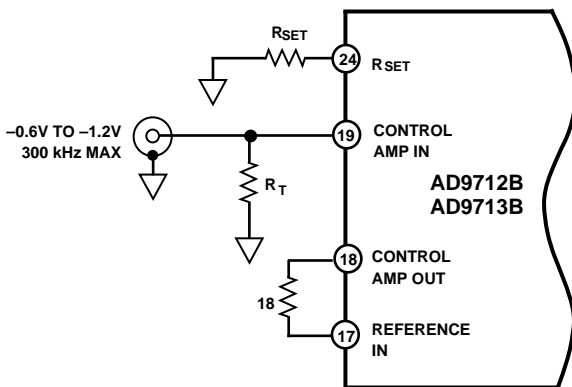 RSET
24
RSET
–0.6V TO –1.2V
300 kHz MAX
19
CONTROL
AMP IN
RT
AD9712B
AD9713B
18
CONTROL
AMP OUT
18
17
REFERENCE
IN